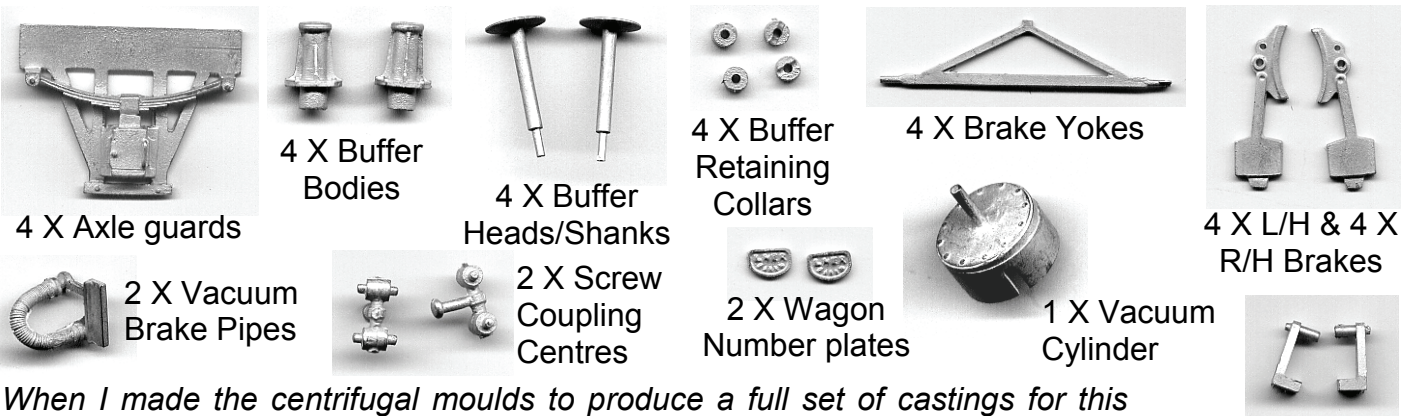 4 X Axle guards
4 X Buffer
Bodies
4 X Buffer
Heads/Shanks
4 X Buffer
Retaining
Collars
4 X Brake Yokes
4 X L/H & 4 X
R/H Brakes
2 X Vacuum
Brake Pipes
2 X Screw
Coupling
Centres
2 X Wagon
Number plates
1 X Vacuum
Cylinder
When I made the centrifugal moulds to produce a full set of castings for this